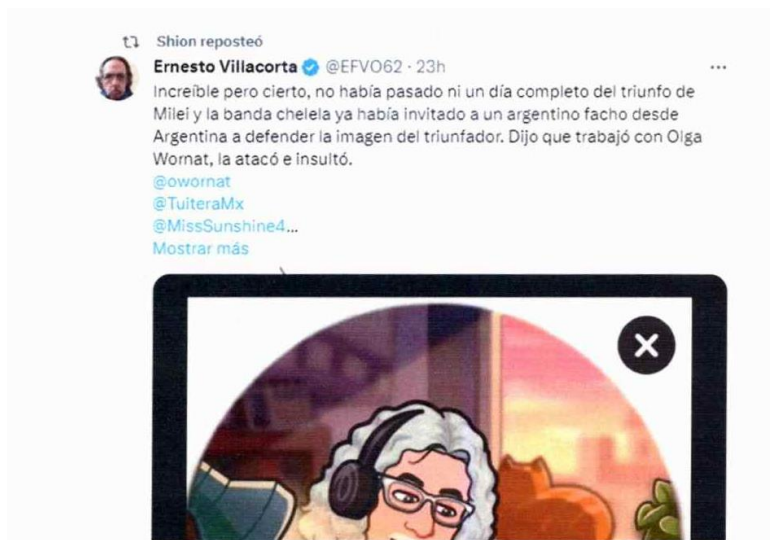 Shion reposteó
Ernesto Villacorta @EFVO62 · 23h
Increíble pero cierto, no había pasado ni un día completo del triunfo de
Milei y la banda chelela ya había invitado a un argentino facho desde
Argentina a defender la imagen del triunfador. Dijo que trabajó con Olga
Wornat, la atacó e insultó.
@owornat
@TuiteraMx
@MissSunshine4...
Mostrar más